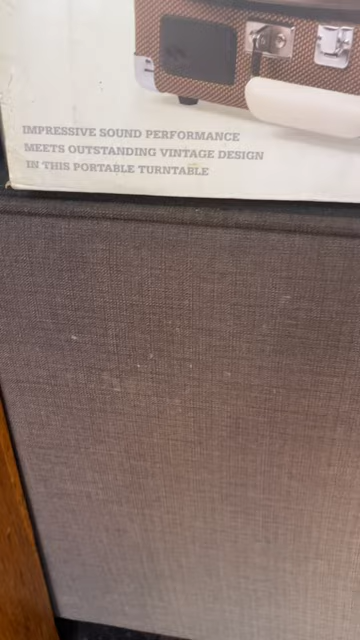 IMPRESSIVE SOUND PERFORMANCE
MEETS OUTSTANDING VINTAGE DESIGN
IN THIS PORTABLE TURNTABLE